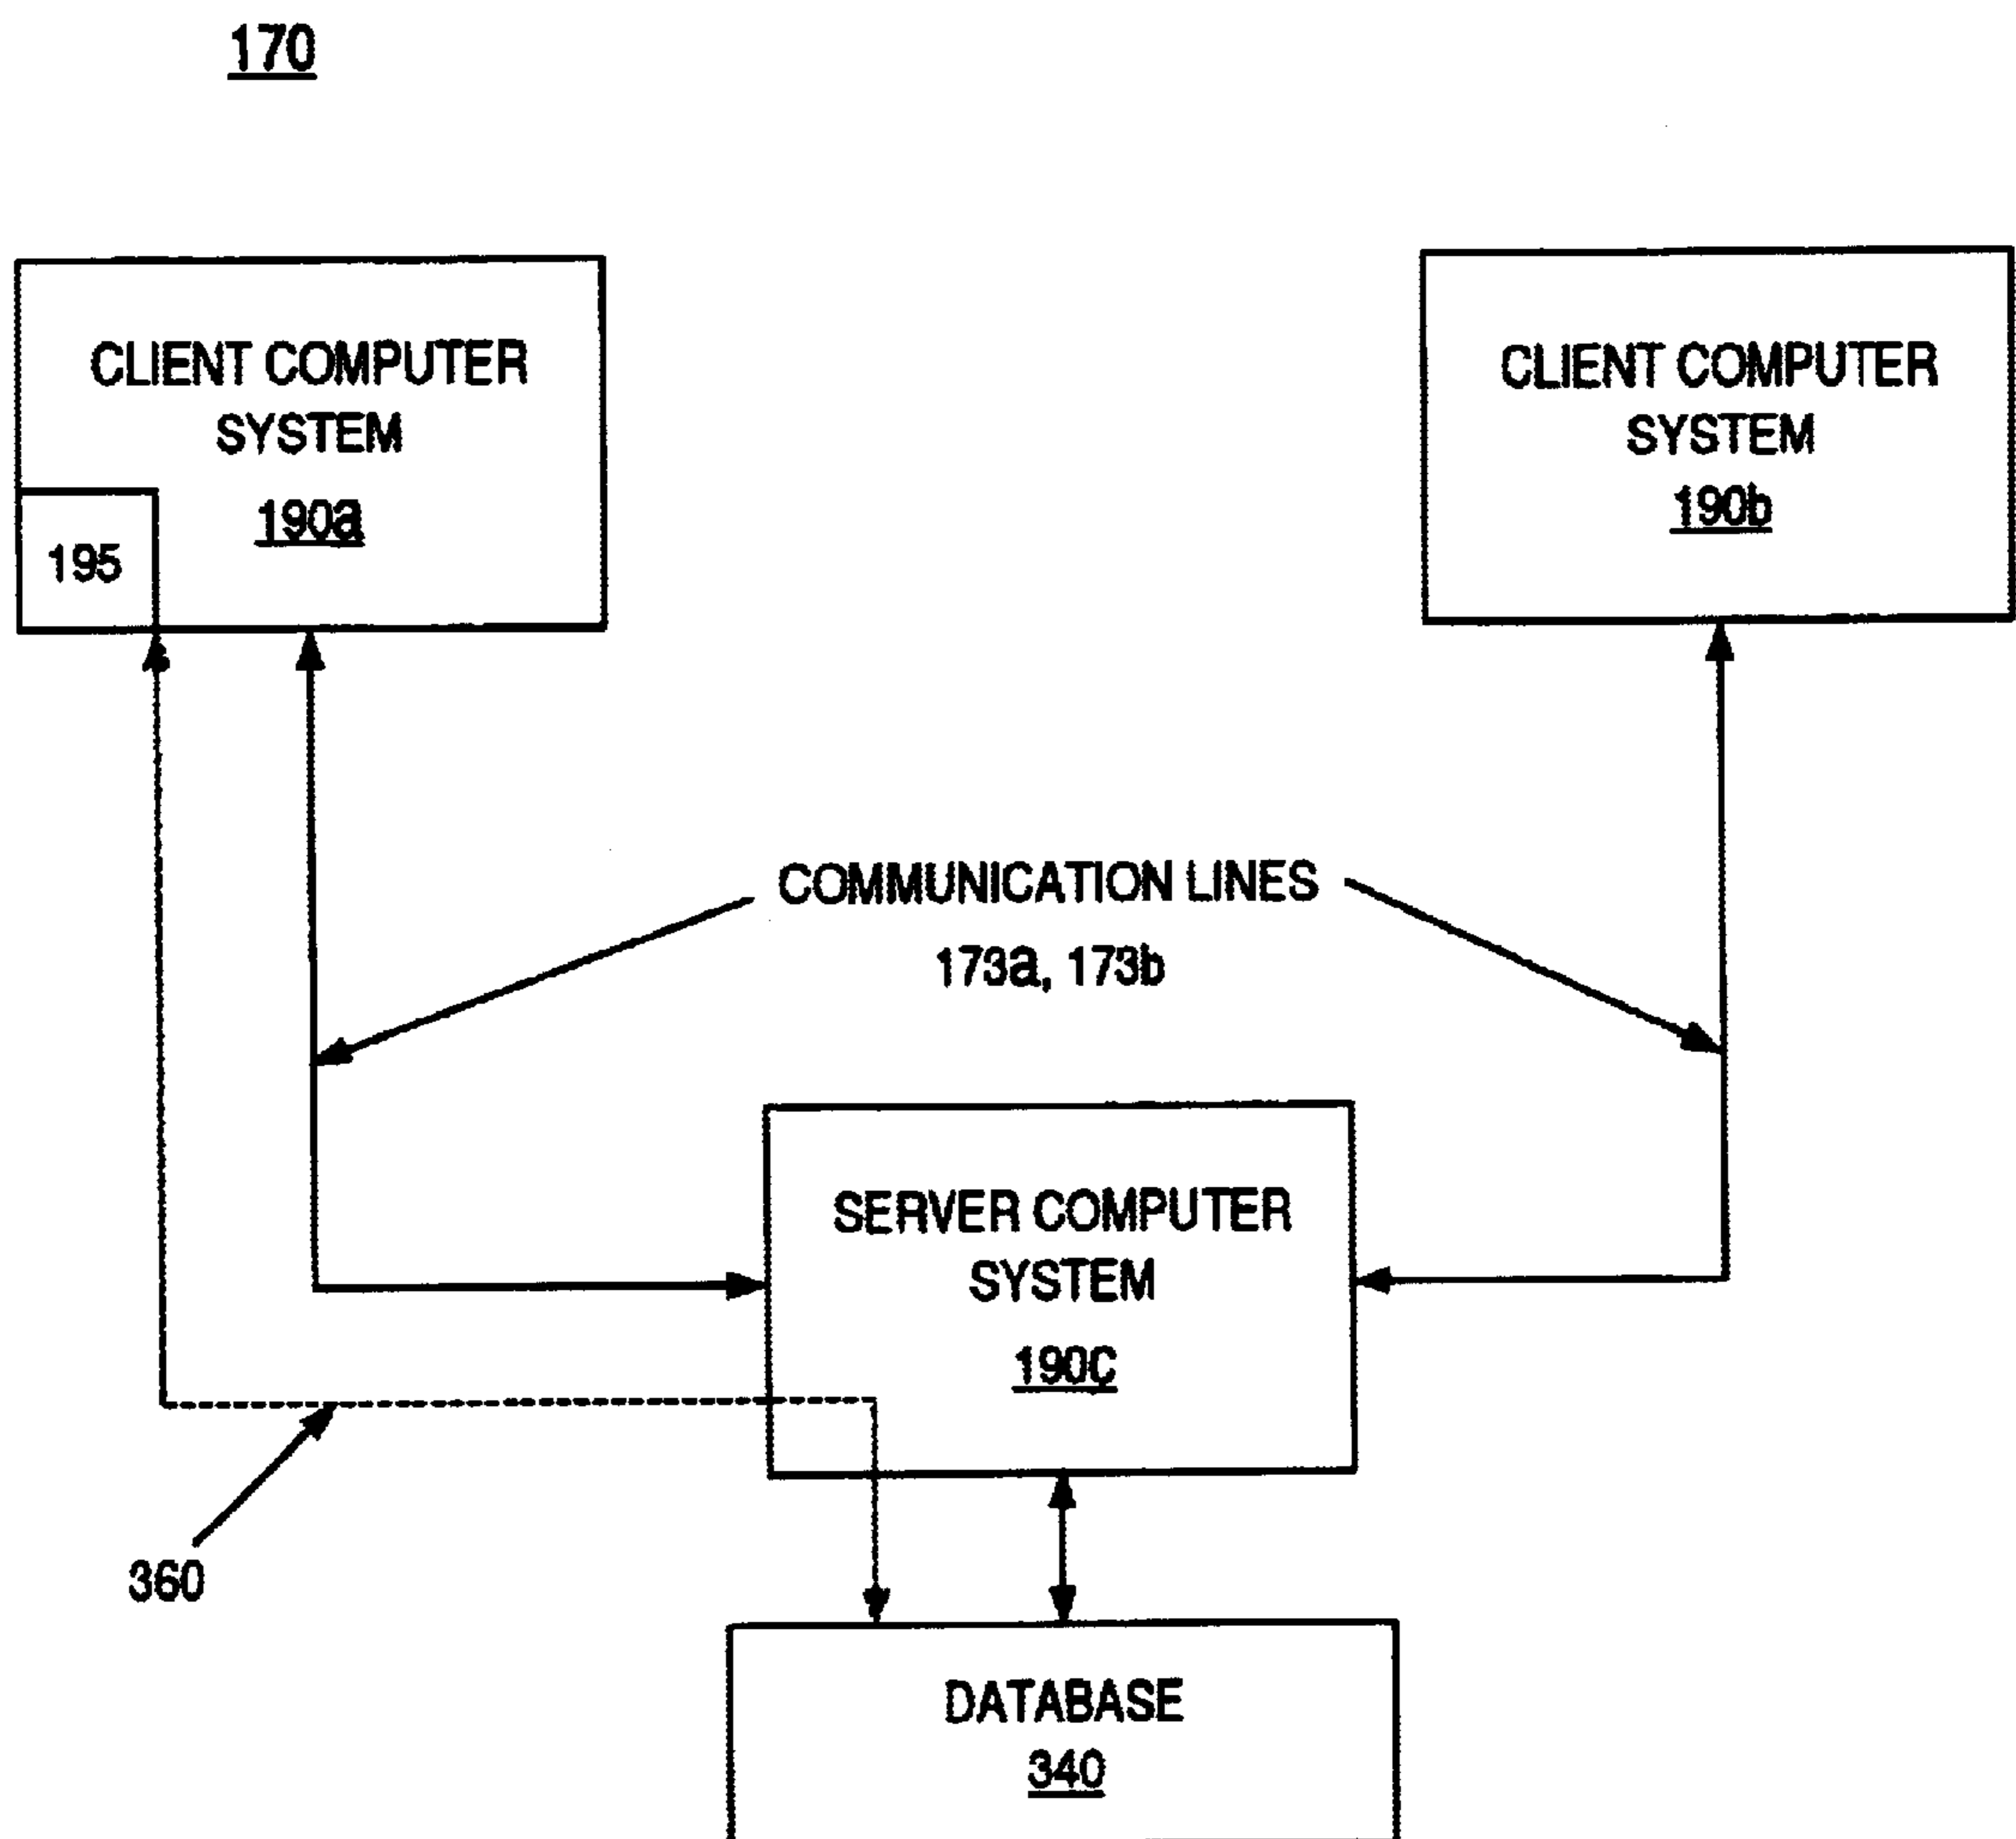 170
CLIENT COMPUTER
SYSTEM
190a
195
CLIENT COMPUTER
SYSTEM
190b
COMMUNICATION LINES
173a, 173b
SERVER COMPUTER
SYSTEM
190C
360
DATABASE
340